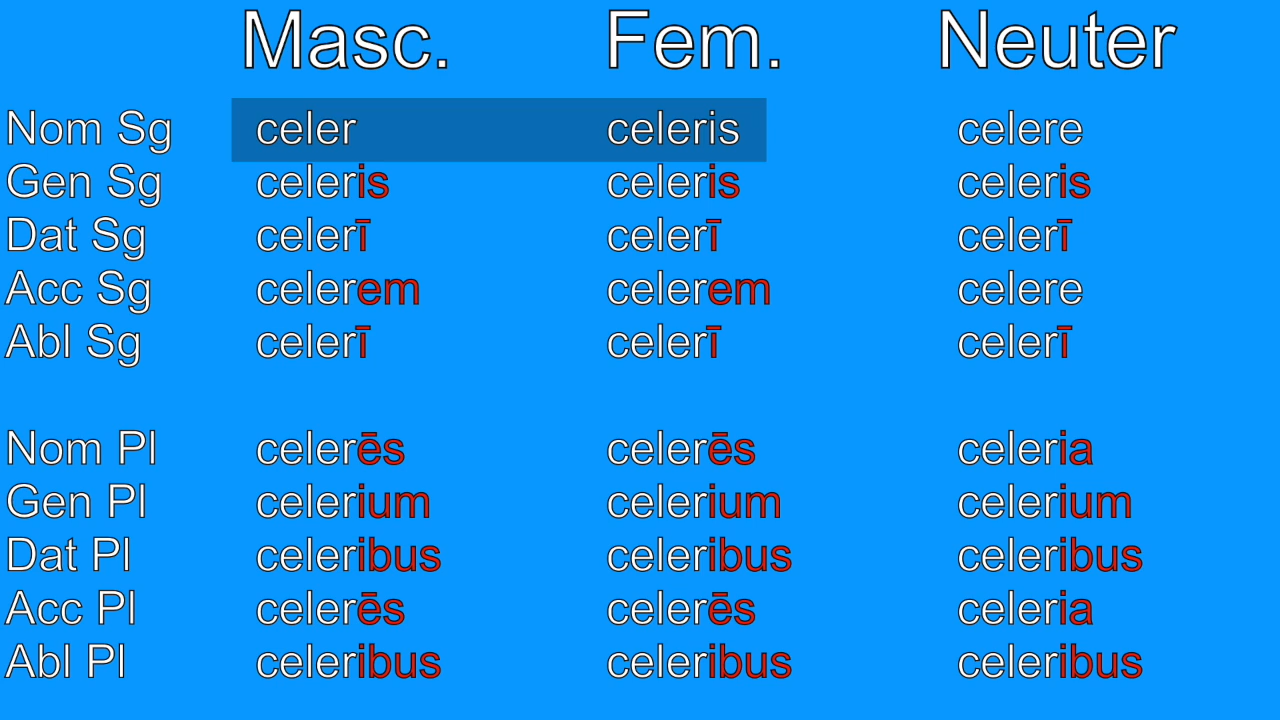 Masc. Fem. Neuter
Nom Sg celer celeris celere
Gen Sg celeris celeris celeris
Dat Sg celerī celerī celerī
Acc Sg celerem celerem celere
Abl Sg celerī celerī celerī
Nom Pl celerēs celerēs celeria
Gen Pl celerium celerium celerium
Dat Pl celeribus celeribus celeribus
Acc Pl celerēs celerēs celeria
Abl Pl celeribus celeribus celeribus